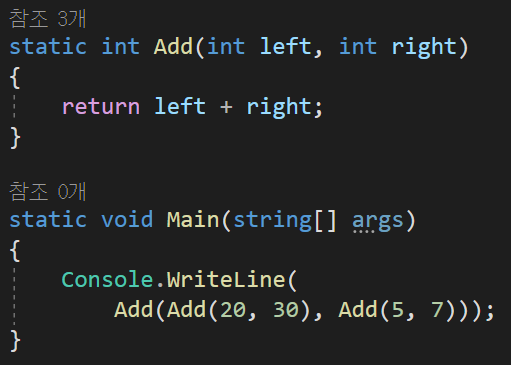 참조 3개
static int Add(int left, int right)
{
    return left + right;
}
참조 0개
static void Main(string[] args)
{
    Console.WriteLine(
        Add(Add(20, 30), Add(5, 7)));
}